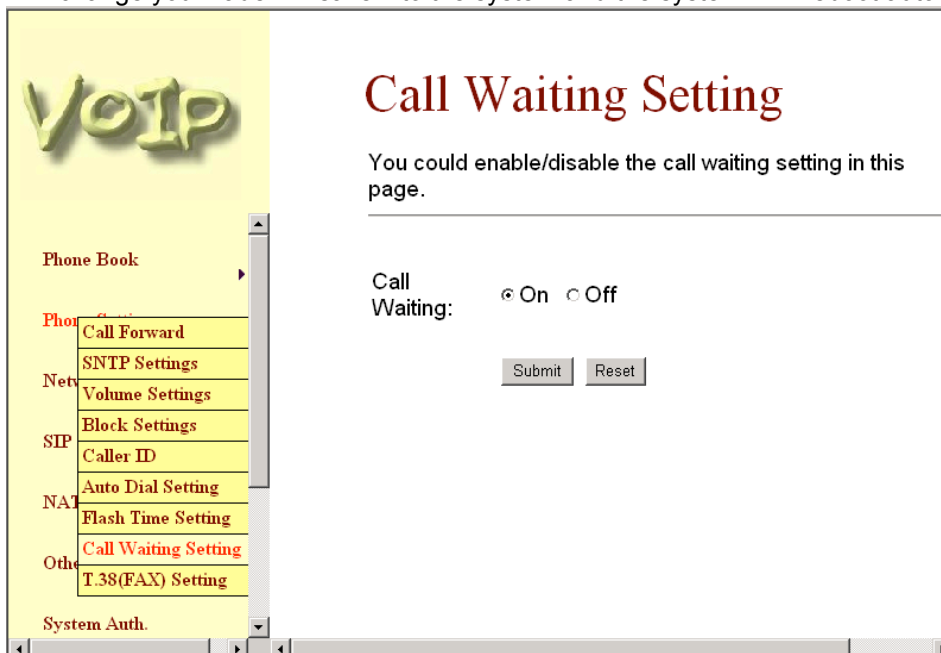 VoIP
Call Waiting Setting
You could enable/disable the call waiting setting in this
page.
Phone Book
Call Forward
SNTP Settings
Volume Settings
Block Settings
SIP
Caller ID
Auto Dial Setting
Flash Time Setting
Call Waiting Setting
T.38(FAX) Setting
System Auth.
Call
Waiting:
On Off
Submit Reset